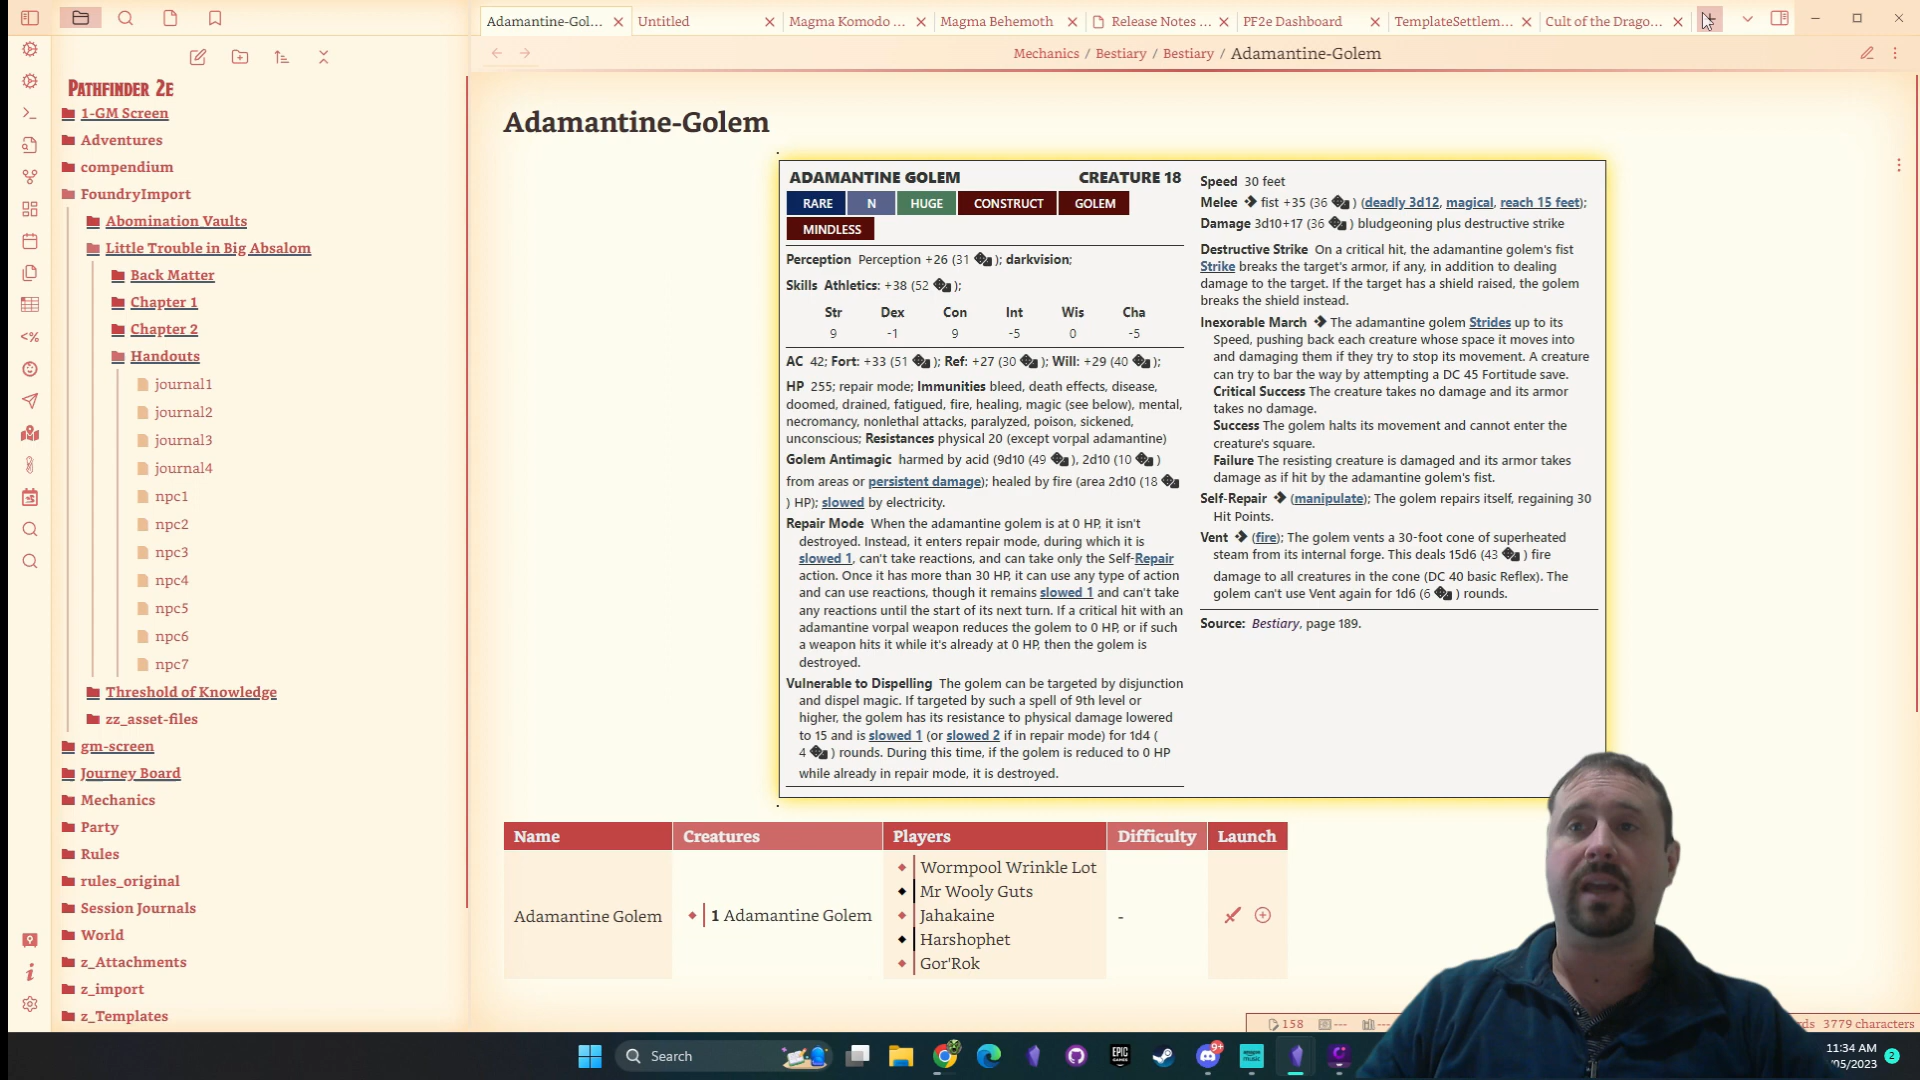 Adamantine-Gol...
Untitled
Magma Komodo ...
Magma Behemoth
Release Notes ...
PF2e Dashboard
TemplateSettlem...
Cult of the Drago...
Mechanics / Bestiary / Bestiary / Adamantine-Golem
PATHFINDER 2E
1-GM Screen
Adventures
compendium
FoundryImport
Abomination Vaults
Little Trouble in Big Absalom
Back Matter
Chapter 1
Chapter 2
Handouts
journal1
journal2
journal3
journal4
npc1
npc2
npc3
npc4
npc5
npc6
npc7
Threshold of Knowledge
zz_asset-files
gm-screen
Journey Board
Mechanics
Party
Rules
rules_original
Session Journals
World
z_Attachments
z_import
z_Templates
Adamantine-Golem
ADAMANTINE GOLEM CREATURE 18
RARE N HUGE CONSTRUCT GOLEM
MINDLESS
Perception Perception +26 (31 ); darkvision;
Skills Athletics: +38 (52 );
Str Dex Con Int Wis Cha
9 -1 9 -5 0 -5
AC 42; Fort: +33 (51 ); Ref: +27 (30 ); Will: +29 (40 );
HP 255; repair mode; Immunities bleed, death effects, disease,
doomed, drained, fatigued, fire, healing, magic (see below), mental,
necromancy, nonlethal attacks, paralyzed, poison, sickened,
unconscious; Resistances physical 20 (except vorpal adamantine)
Golem Antimagic harmed by acid (9d10 (49 ), 2d10 (10 )
from areas or persistent damage); healed by fire (area 2d10 (18
) HP); slowed by electricity.
Repair Mode When the adamantine golem is at 0 HP, it isn't
destroyed. Instead, it enters repair mode, during which it is
slowed 1, can't take reactions, and can take only the Self-Repair
action. Once it has more than 30 HP, it can use any type of action
and can use reactions, though it remains slowed 1 and can't take
any reactions until the start of its next turn. If a critical hit with an
adamantine vorpal weapon reduces the golem to 0 HP, or if such
a weapon hits it while it's already at 0 HP, then the golem is
destroyed.
Vulnerable to Dispelling The golem can be targeted by disjunction
and dispel magic. If targeted by such a spell of 9th level or
higher, the golem has its resistance to physical damage lowered
to 15 and is slowed 1 (or slowed 2 if in repair mode) for 1d4 (
4 ) rounds. During this time, if the golem is reduced to 0 HP
while already in repair mode, it is destroyed.
Speed 30 feet
Melee fist +35 (36 ) (deadly 3d12, magical, reach 15 feet);
Damage 3d10+17 (36 ) bludgeoning plus destructive strike
Destructive Strike On a critical hit, the adamantine golem's fist
Strike breaks the target's armor, if any, in addition to dealing
damage to the target. If the target has a shield raised, the golem
breaks the shield instead.
Inexorable March The adamantine golem Strides up to its
Speed, pushing back each creature whose space it moves into
and damaging them if they try to stop its movement. A creature
can try to bar the way by attempting a DC 45 Fortitude save.
Critical Success The creature takes no damage and its armor
takes no damage.
Success The golem halts its movement and cannot enter the
creature's square.
Failure The resisting creature is damaged and its armor takes
damage as if hit by the adamantine golem's fist.
Self-Repair (manipulate); The golem repairs itself, regaining 30
Hit Points.
Vent (fire); The golem vents a 30-foot cone of superheated
steam from its internal forge. This deals 15d6 (43 ) fire
damage to all creatures in the cone (DC 40 basic Reflex). The
golem can't use Vent again for 1d6 (6 ) rounds.
Source: Bestiary, page 189.
Name Creatures Players Difficulty Launch
Adamantine Golem
1 Adamantine Golem
Wormpool Wrinkle Lot
Mr Wooly Guts
Jahakaine
Harshophet
Gor'Rok
-
158 --- --- ds 3779 characters
Search
EPIC GAMES
9+
music
11:34 AM
/05/2023
2